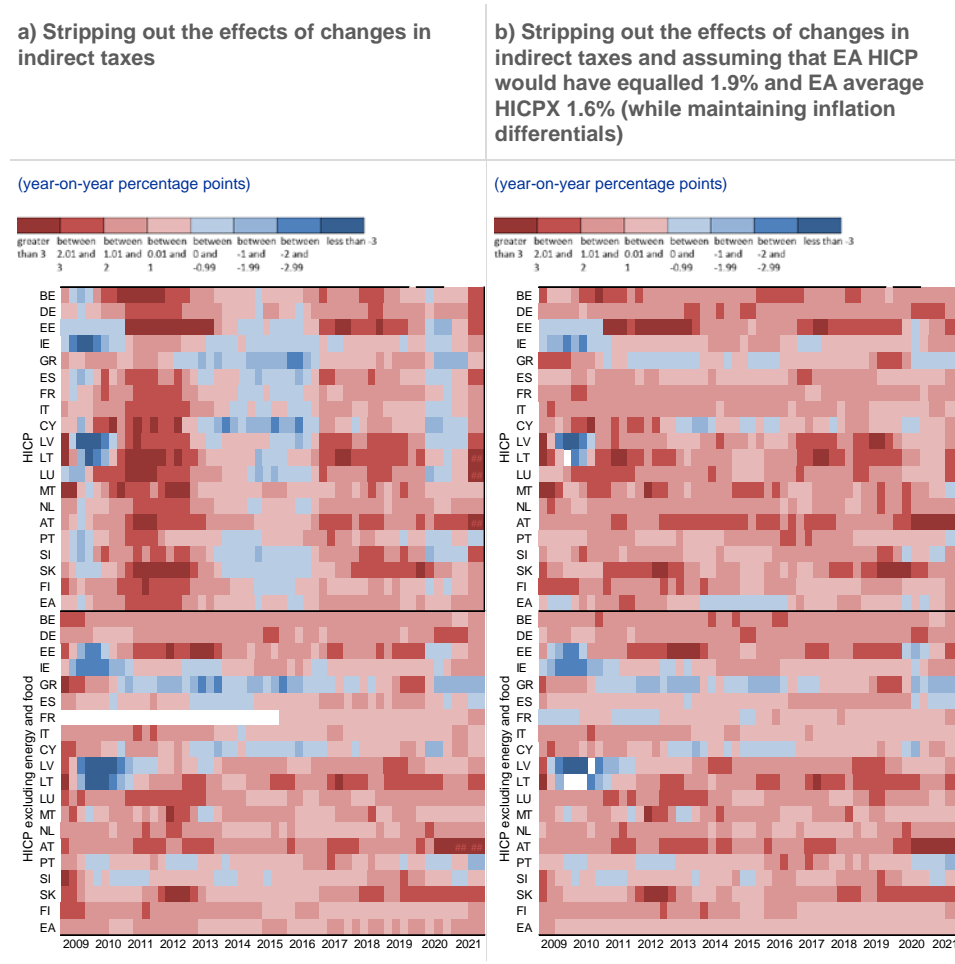 a) Stripping out the effects of changes in
indirect taxes
b) Stripping out the effects of changes in
indirect taxes and assuming that EA HICP
would have equalled 1.9% and EA average
HICPX 1.6% (while maintaining inflation
differentials)
(year-on-year percentage points)
(year-on-year percentage points)
greater between between between between between between less than -3
than 3 2.01 and 1.01 and 0.01 and 0 and -1 and -2 and
3 2 1 -0.99 -1.99 -2.99
greater between between between between between between less than -3
than 3 2.01 and 1.01 and 0.01 and 0 and -1 and -2 and
3 2 1 -0.99 -1.99 -2.99
HICP
BE
DE
EE
IE
GR
ES
FR
IT
CY
LV
LT ##
LU ##
MT
NL
AT ##
PT
SI
SK
FI
EA
HICP excluding energy and food
BE
DE
EE
IE
GR
ES
FR
IT
CY
LV
LT
LU
MT
NL
AT ## ##
PT
SI
SK
FI
EA
2009 2010 2011 2012 2013 2014 2015 2016 2017 2018 2019 2020 2021
HICP
BE
DE
EE
IE
GR
ES
FR
IT
CY
LV
LT
LU
MT
NL
AT
PT
SI
SK
FI
EA
HICP excluding energy and food
BE
DE
EE
IE
GR
ES
FR
IT
CY
LV
LT
LU
MT
NL
AT
PT
SI
SK
FI
EA
2009 2010 2011 2012 2013 2014 2015 2016 2017 2018 2019 2020 2021